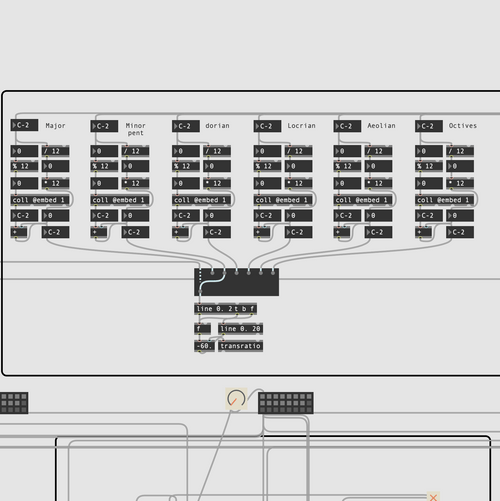 C-2 Major C-2 Minor pent C-2 dorian C-2 Locrian C-2 Aeolian C-2 Octives
0 / 12 0 / 12 0 / 12 0 / 12 0 / 12 0 / 12
% 12 0 % 12 0 % 12 0 % 12 0 % 12 0 % 12 0
0 * 12 0 * 12 0 * 12 0 * 12 0 * 12 0 * 12
coll @embed 1 coll @embed 1 coll @embed 1 coll @embed 1 coll @embed 1 coll @embed 1
C-2 0 C-2 0 C-2 0 C-2 0 C-2 0 C-2 0
+ C-2 + C-2 + C-2 + C-2 + C-2 + C-2
line 0. 2 t b f
f line 0. 20
-60. transratio